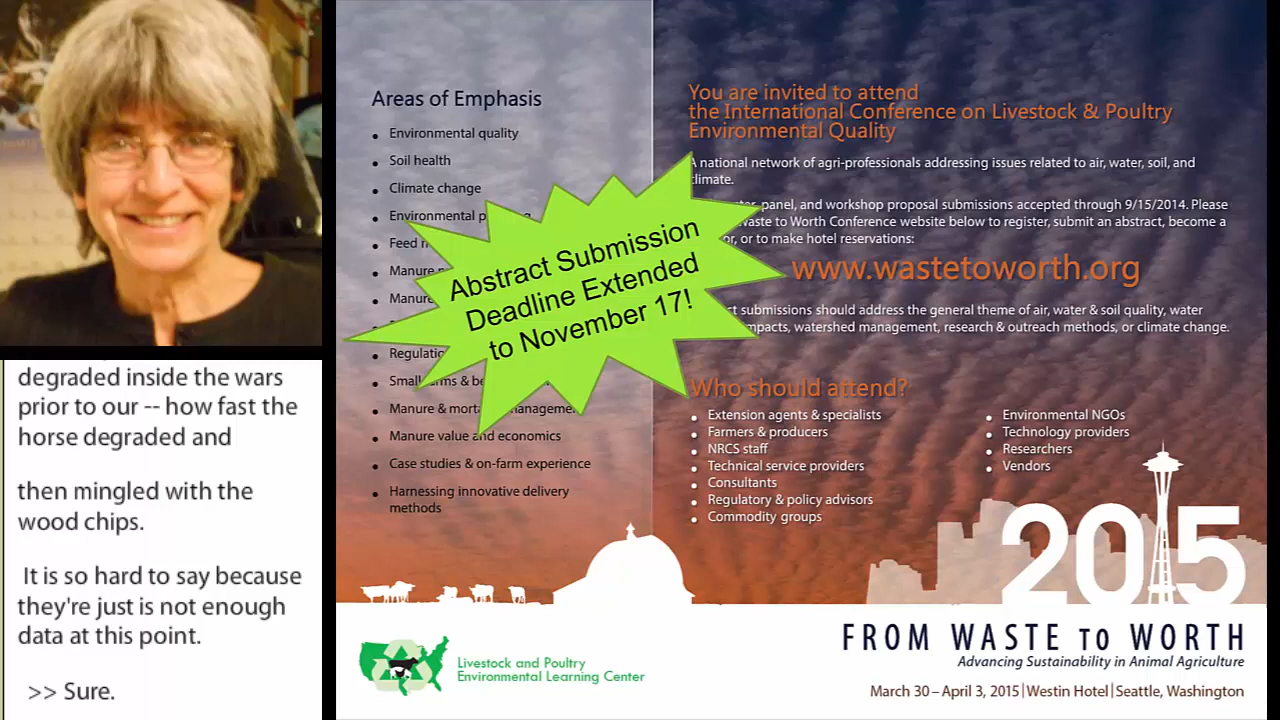 degraded inside the wars
prior to our -- how fast the
horse degraded and
then mingled with the
wood chips.
It is so hard to say because
they're just is not enough
data at this point.
>> Sure.
Areas of Emphasis
Environmental quality
Soil health
Climate change
Environmental
Feed
Manure
Manure
Small
Manure & management
Manure value and economics
Case studies & on-farm experience
Harnessing innovative delivery
methods
Abstract Submission
Deadline Extended
to November 17!
You are invited to attend
the International Conference on Livestock & Poultry
Environmental Quality
A national network of agri-professionals addressing issues related to air, water, soil, and
climate.
panel, and workshop proposal submissions accepted through 9/15/2014. Please
Waste to Worth Conference website below to register, submit an abstract, become a
or to make hotel reservations:
www.wastetoworth.org
submissions should address the general theme of air, water & soil quality, water
watershed management, research & outreach methods, or climate change.
Who should attend?
Extension agents & specialists
Farmers & producers
NRCS staff
Technical service providers
Consultants
Regulatory & policy advisors
Commodity groups
Environmental NGOs
Technology providers
Researchers
Vendors
2015
FROM WASTE TO WORTH
Advancing Sustainability in Animal Agriculture
March 30 – April 3, 2015 | Westin Hotel | Seattle, Washington
Livestock and Poultry
Environmental Learning Center